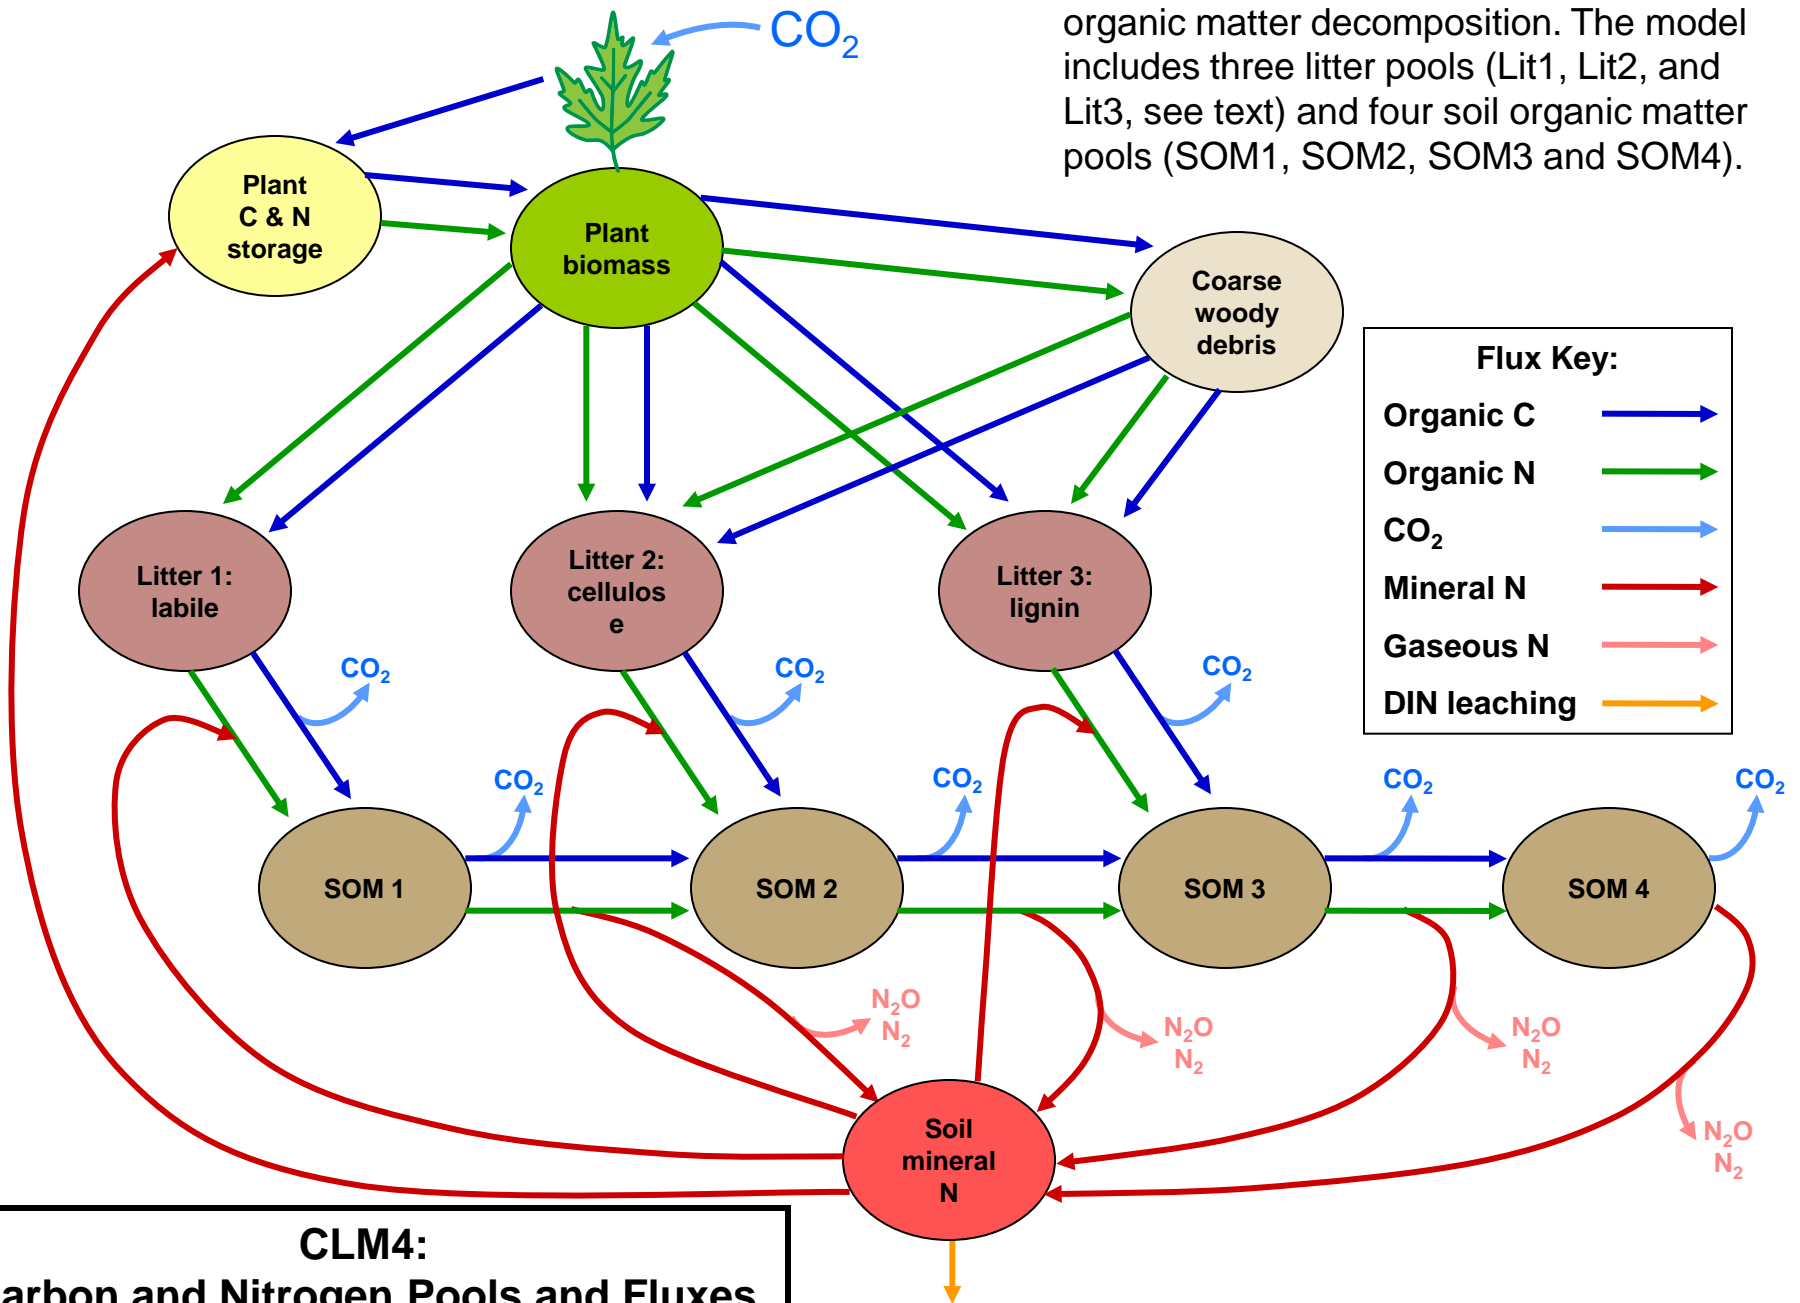 CO2
organic matter decomposition. The model
includes three litter pools (Lit1, Lit2, and
Lit3, see text) and four soil organic matter
pools (SOM1, SOM2, SOM3 and SOM4).
Plant
C & N
storage
Plant
biomass
Coarse
woody
debris
Flux Key:
Organic C
Organic N
CO2
Mineral N
Gaseous N
DIN leaching
Litter 1:
labile
Litter 2:
cellulos
e
Litter 3:
lignin
CO2
CO2
CO2
CO2
CO2
CO2
CO2
SOM 1
SOM 2
SOM 3
SOM 4
N2O
N2
N2O
N2
N2O
N2
N2O
N2
Soil
mineral
N
CLM4:
arbon and Nitrogen Pools and Fluxes